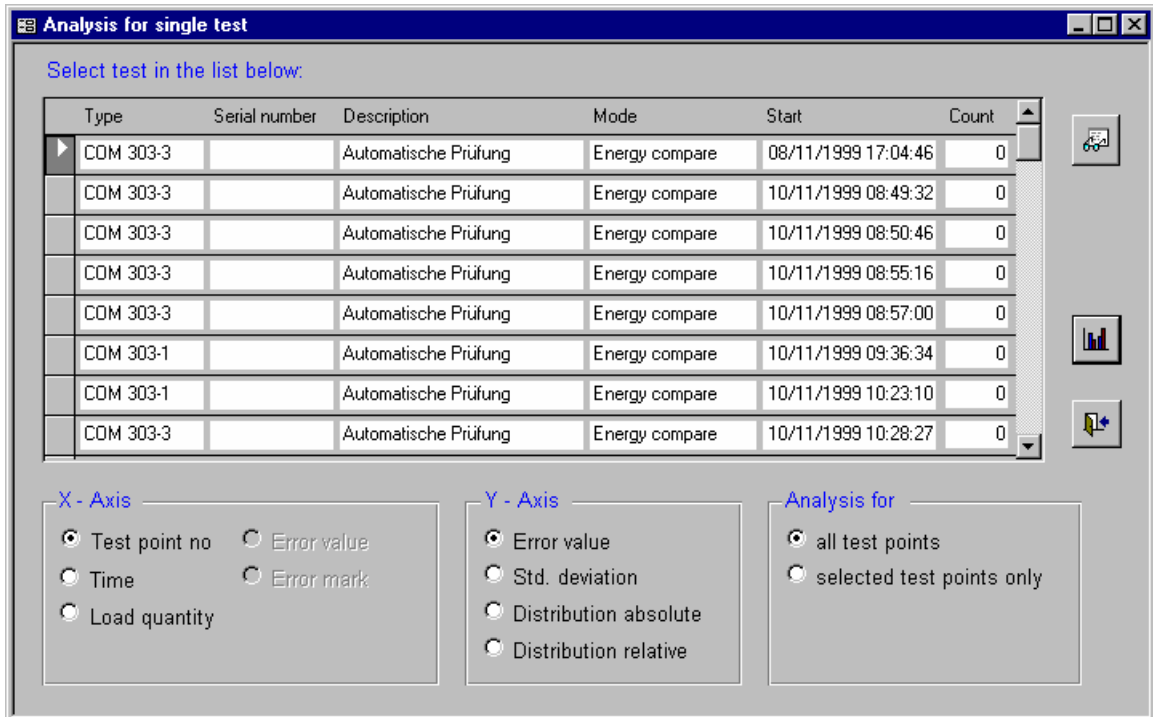 Analysis for single test
Select test in the list below:
Type Serial number Description Mode Start Count
COM 303-3 Automatische Prüfung Energy compare 08/11/1999 17:04:46 0
COM 303-3 Automatische Prüfung Energy compare 10/11/1999 08:49:32 0
COM 303-3 Automatische Prüfung Energy compare 10/11/1999 08:50:46 0
COM 303-3 Automatische Prüfung Energy compare 10/11/1999 08:55:16 0
COM 303-3 Automatische Prüfung Energy compare 10/11/1999 08:57:00 0
COM 303-1 Automatische Prüfung Energy compare 10/11/1999 09:36:34 0
COM 303-1 Automatische Prüfung Energy compare 10/11/1999 10:23:10 0
COM 303-3 Automatische Prüfung Energy compare 10/11/1999 10:28:27 0
X - Axis
Test point no Error value
Time Error mark
Load quantity
Y - Axis
Error value
Std. deviation
Distribution absolute
Distribution relative
Analysis for
all test points
selected test points only